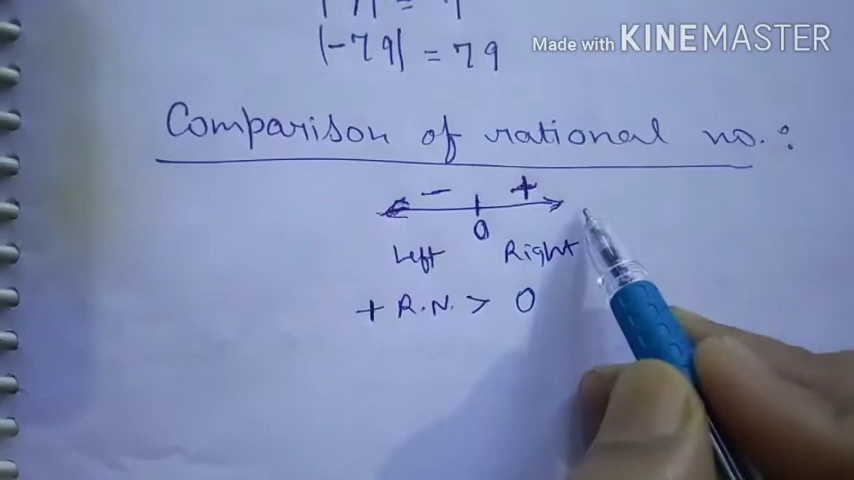 = 
|-79| = 79
Made with KINEMASTER
Comparison of rational no. :
- +
0
Left Right
+ R.N. > 0